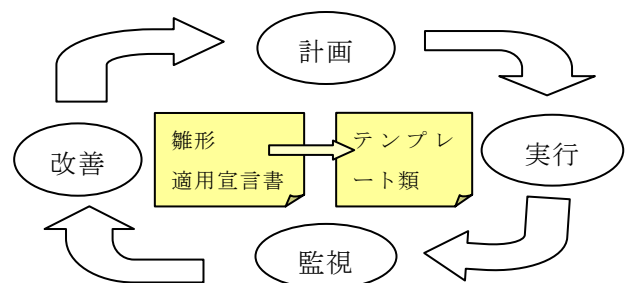 計画
改善
雛形
適用宣言書
テンプレ
ート類
実行
監視